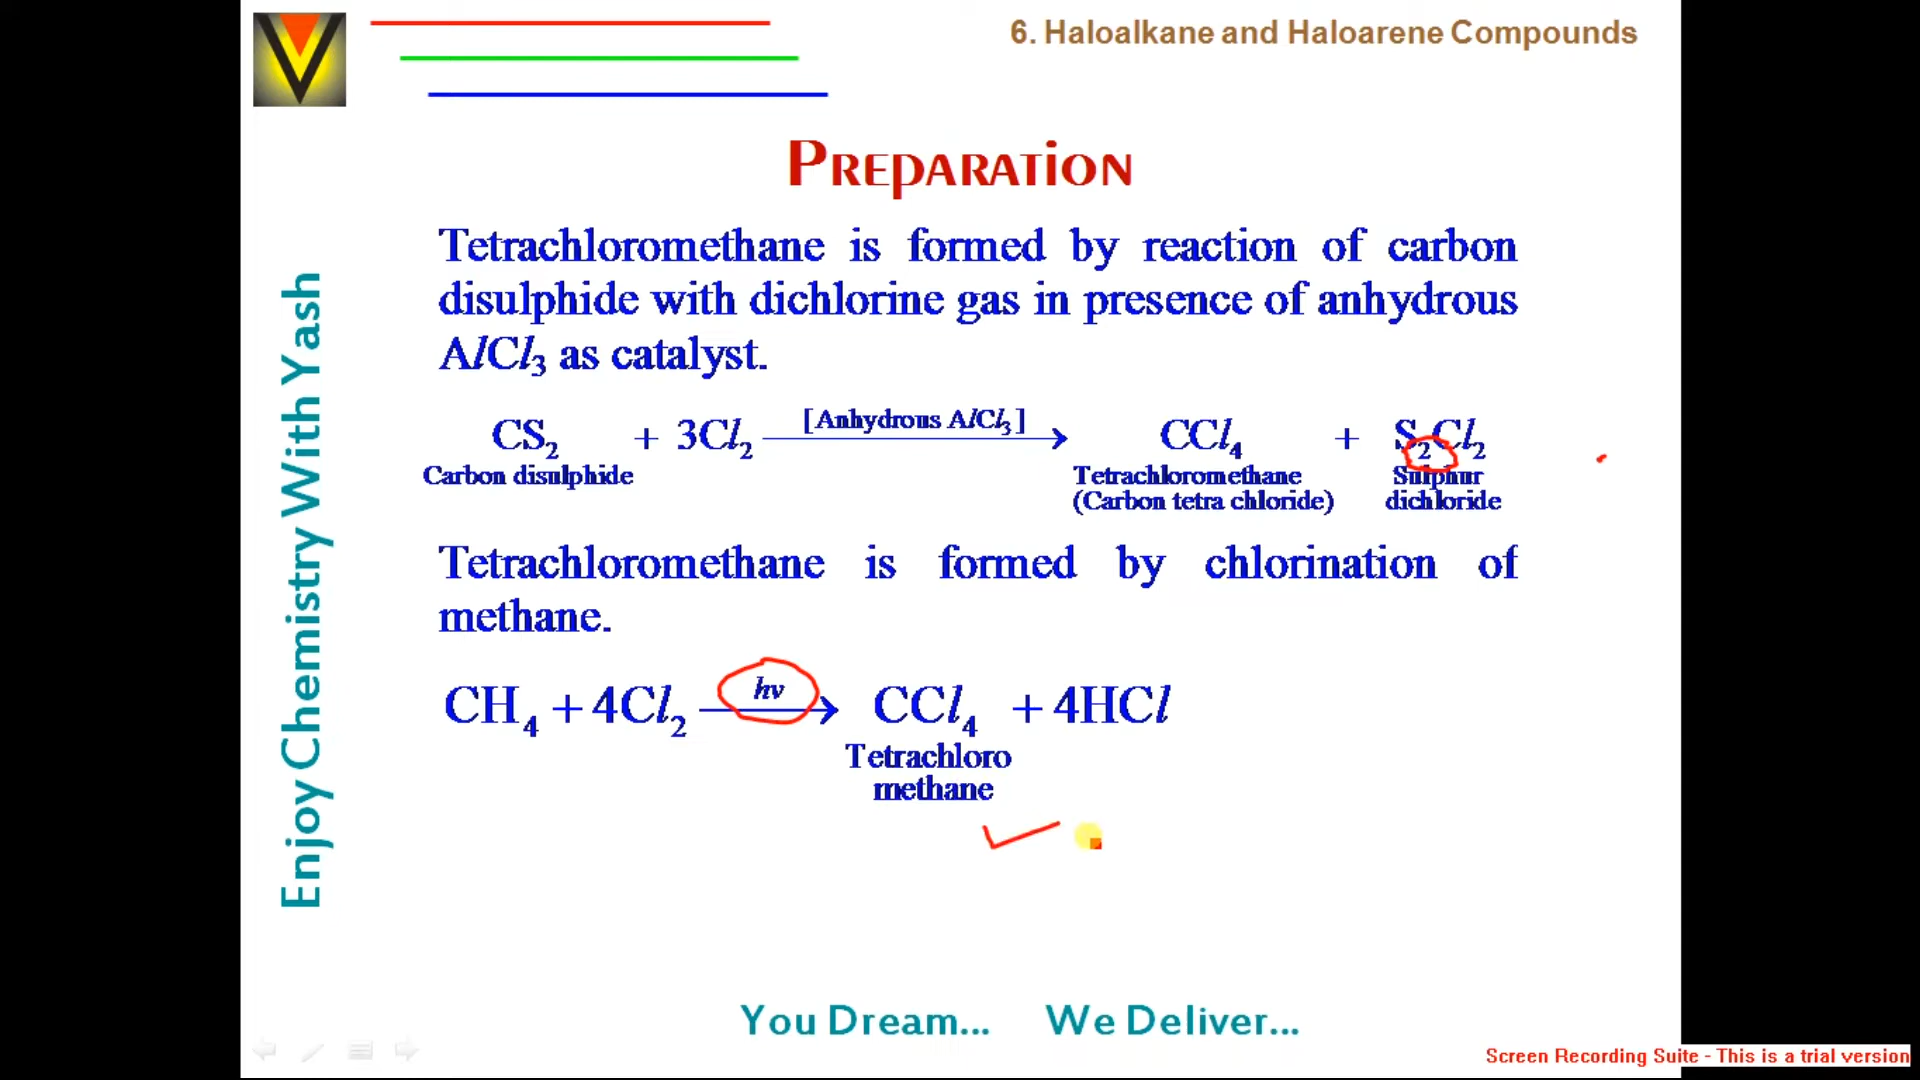 6. Haloalkane and Haloarene Compounds
PREPARATION
Tetrachloromethane is formed by reaction of carbon
disulphide with dichlorine gas in presence of anhydrous
AlCl₃ as catalyst.
CS₂ + 3Cl₂ [Anhydrous AlCl₃] → CCl₄ + S₂Cl₂
Carbon disulphide Tetrachloromethane Sulphur
(Carbon tetra chloride) dichloride
Tetrachloromethane is formed by chlorination of
methane.
CH₄ + 4Cl₂ hν → CCl₄ + 4HCl
Tetrachloro
methane
Enjoy Chemistry With Yash
You Dream... We Deliver...
Screen Recording Suite - This is a trial version